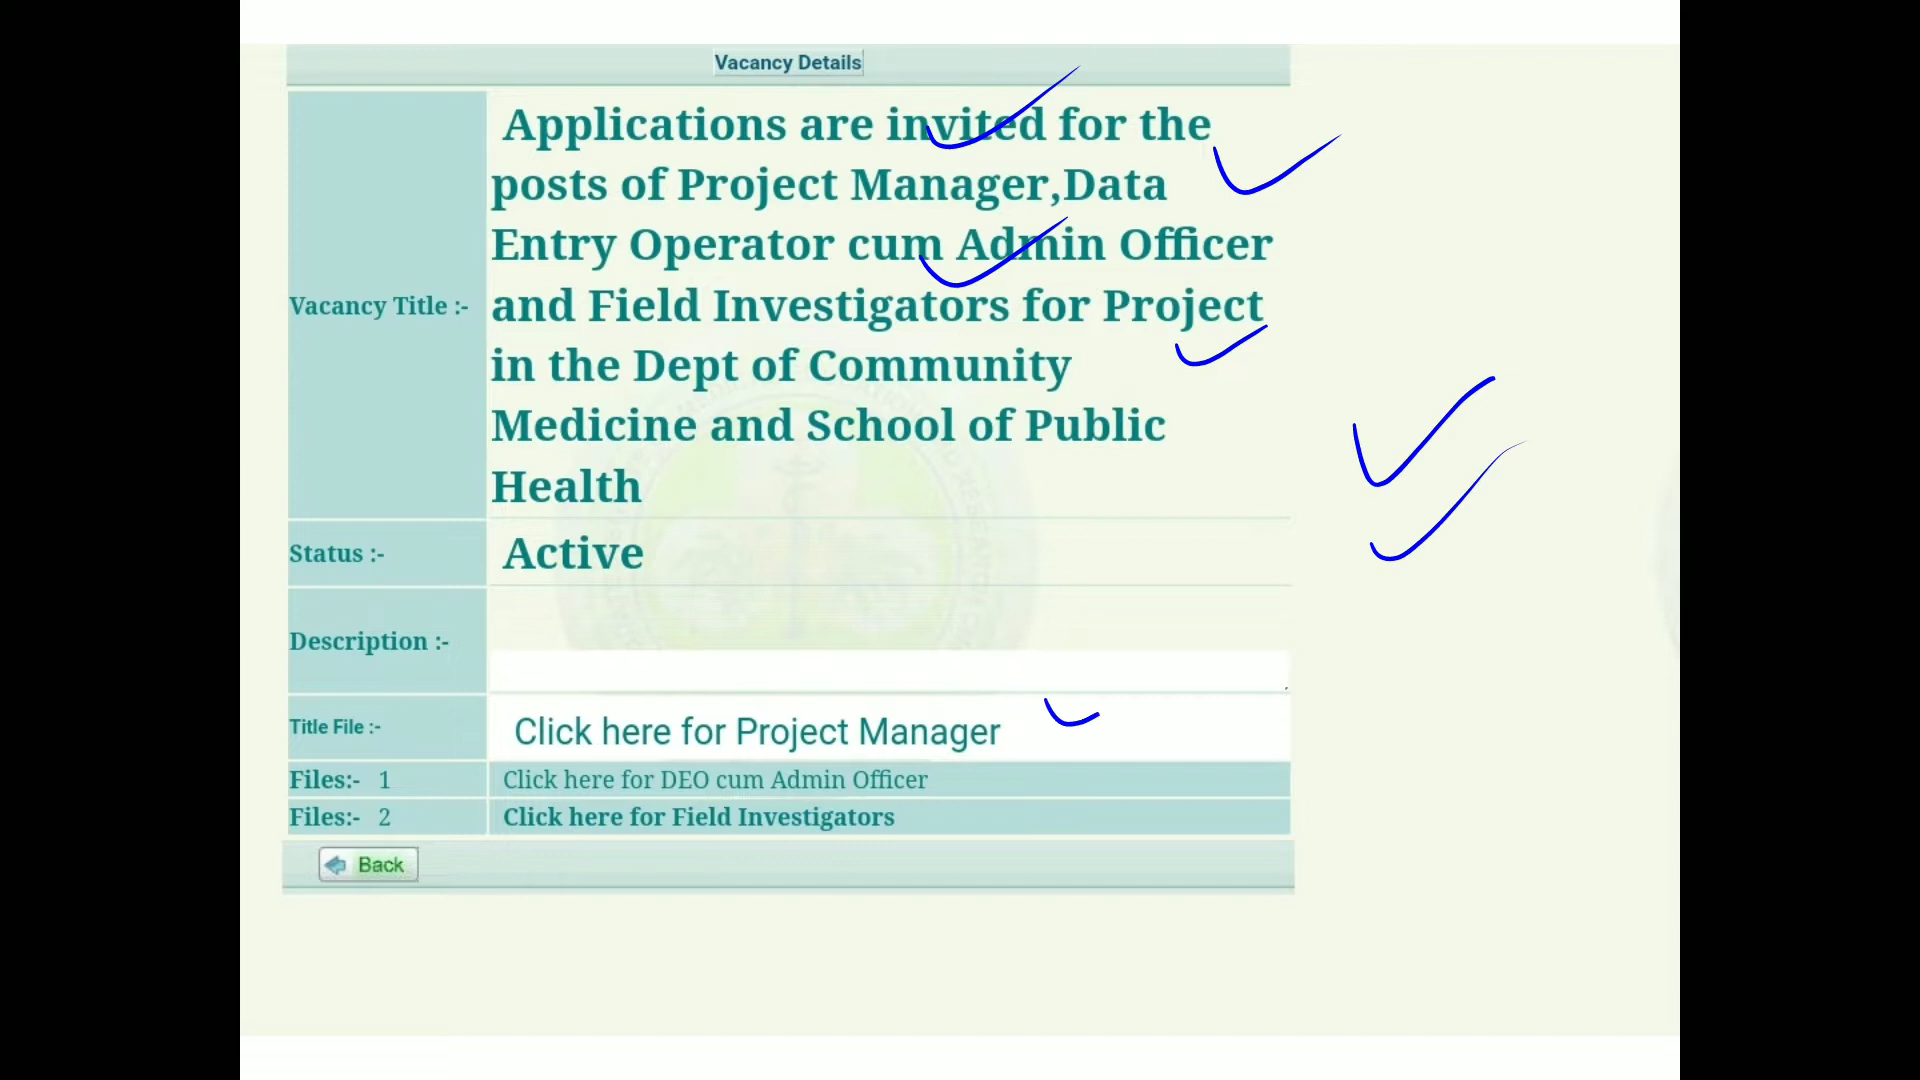 Vacancy Details
Applications are invited for the
posts of Project Manager,Data
Entry Operator cum Admin Officer
and Field Investigators for Project
in the Dept of Community
Medicine and School of Public
Health
Vacancy Title :-
Status :- Active
Description :-
Title File :- Click here for Project Manager
Files:- 1 Click here for DEO cum Admin Officer
Files:- 2 Click here for Field Investigators
Back